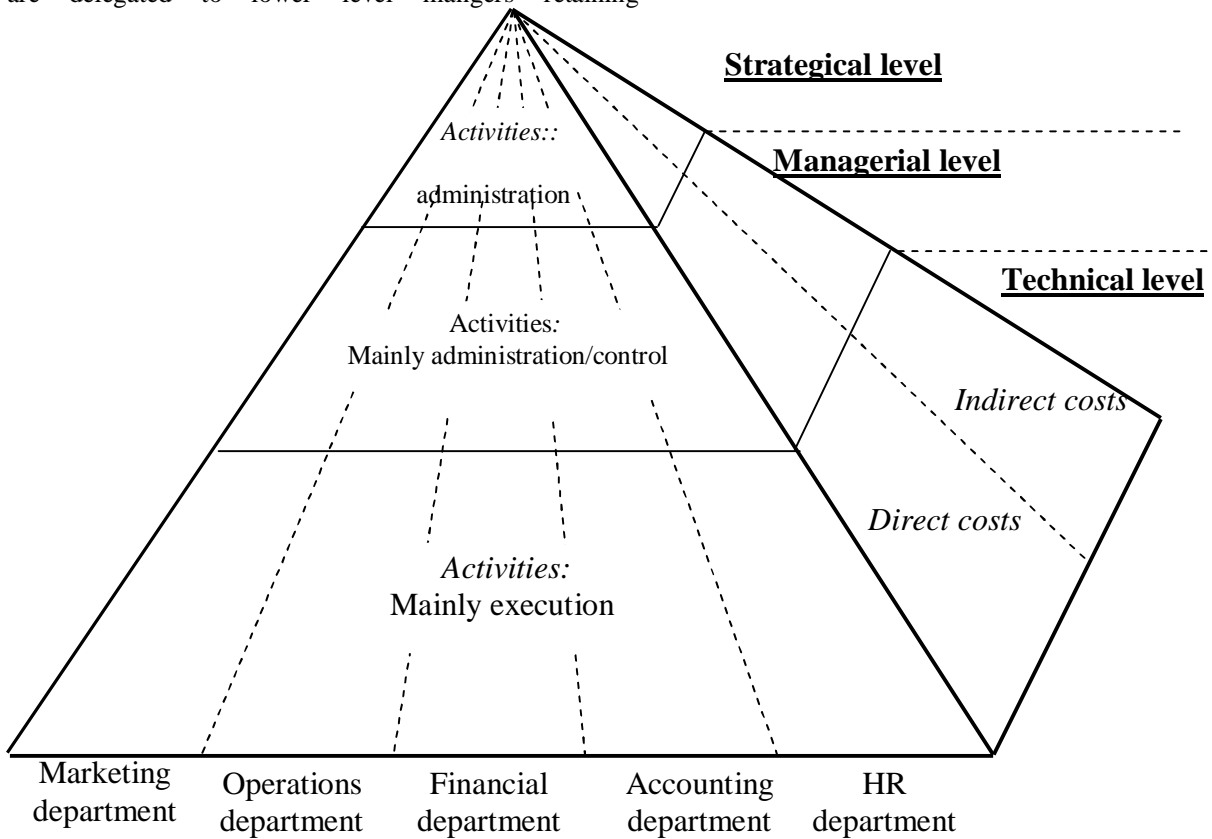 are delegated to lower level mangers retaining
Strategical level
Activities::
Managerial level
administration
Technical level
Activities:
Mainly administration/control
Indirect costs
Direct costs
Activities:
Mainly execution
Marketing
department
Operations
department
Financial
department
Accounting
department
HR
department